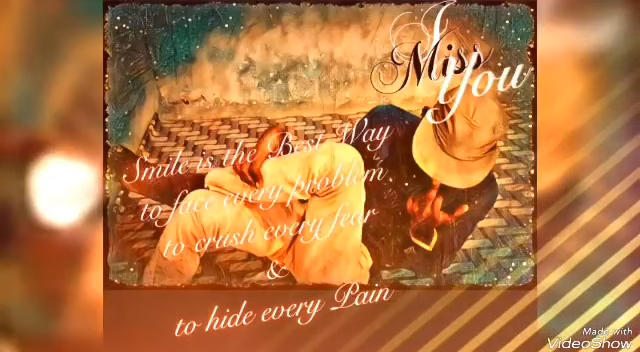 I
Miss
You
Smile is the Best Way
to face every problem
to crush every fear
&
to hide every Pain
Made with
VideoShow